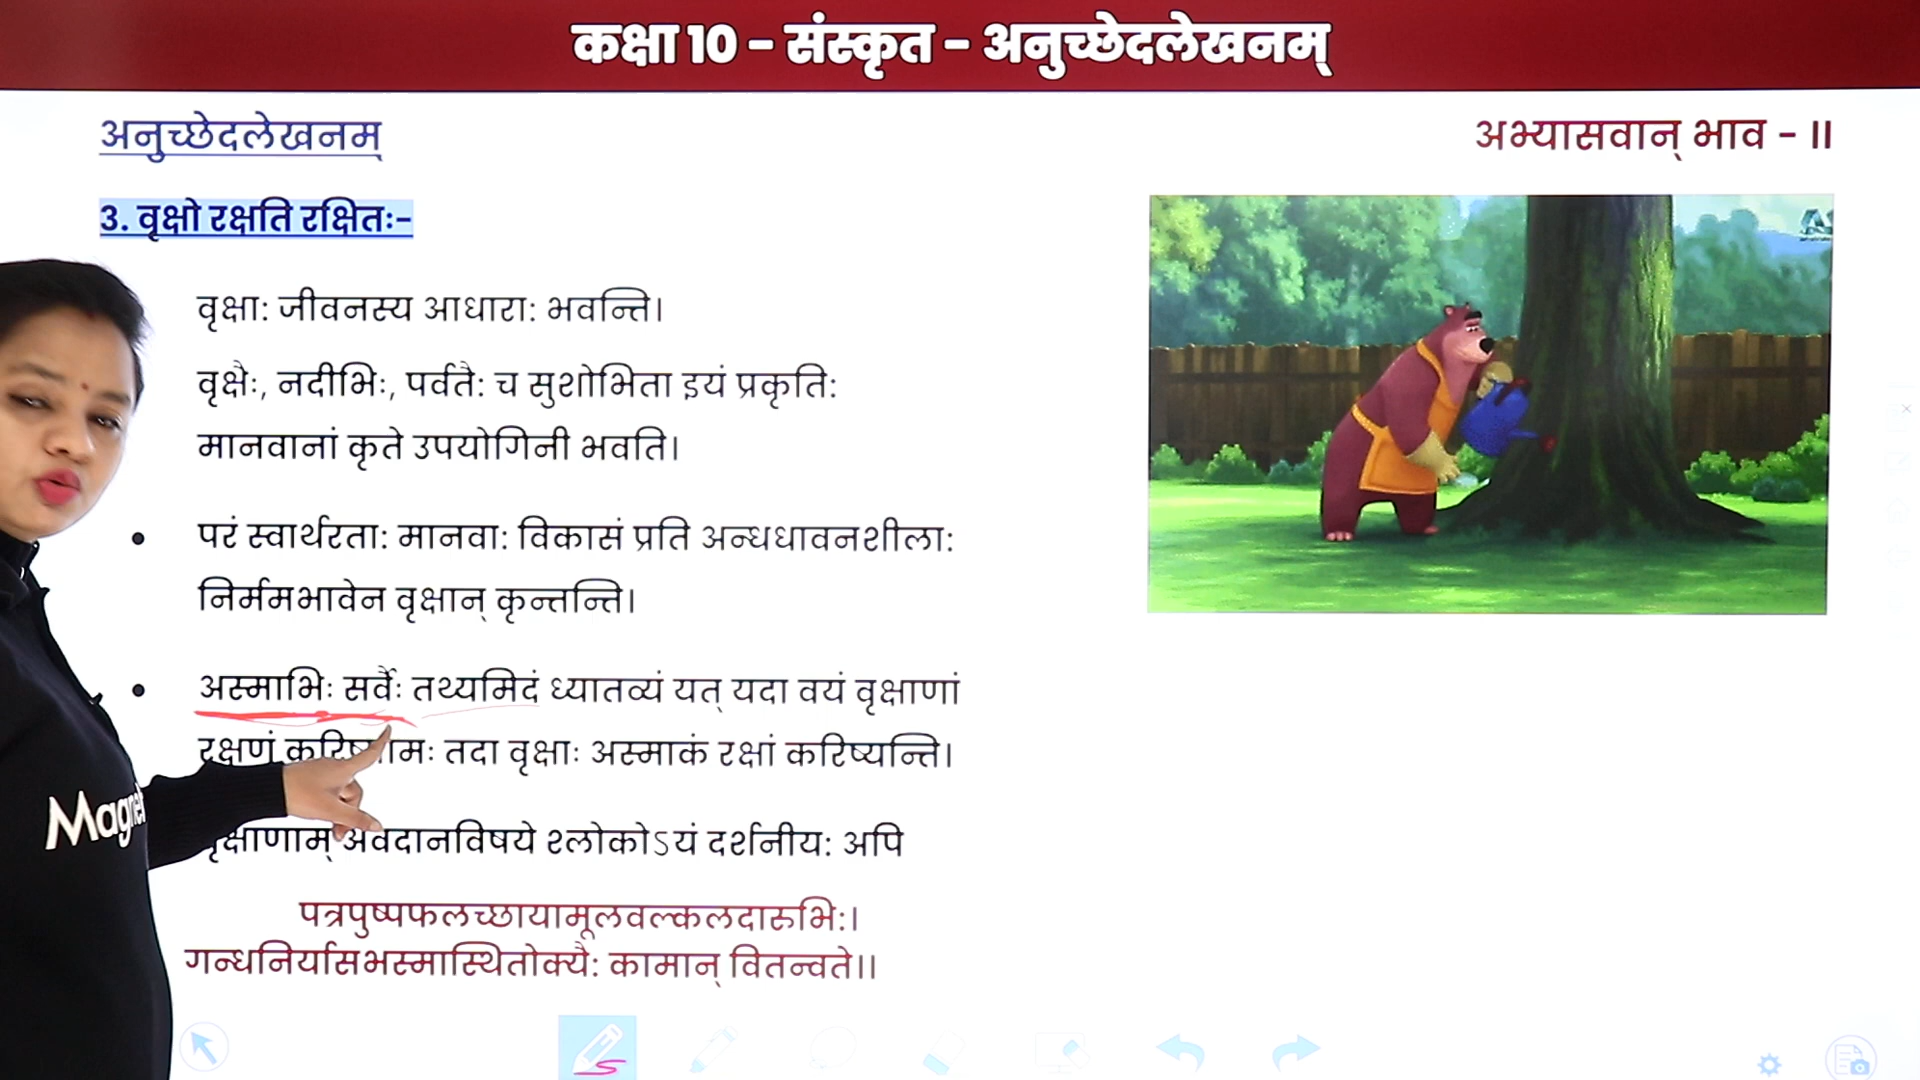 कक्षा 10 - संस्कृत - अनुच्छेदलेखनम्
अनुच्छेदलेखनम्
अभ्यासवान् भाव - II
3. वृक्षो रक्षति रक्षितः-
वृक्षाः जीवनस्य आधाराः भवन्ति।
वृक्षैः, नदीभिः, पर्वतैः च सुशोभिता इयं प्रकृतिः
मानवानां कृते उपयोगिनी भवति।
• परं स्वार्थरताः मानवाः विकासं प्रति अन्धधावनशीलाः
निर्ममभावेन वृक्षान् कृन्तन्ति।
• अस्माभिः सर्वैः तथ्यमिदं ध्यातव्यं यत् यदा वयं वृक्षाणां
रक्षणं तदा वृक्षाः अस्माकं रक्षां करिष्यन्ति।
अवदानविषये श्लोकोऽयं दर्शनीयः अपि
पत्रपुष्पफलच्छायामूलवल्कलदारुभिः।
गन्धनिर्यासभस्मास्थितोक्यैः कामान् वितन्वते।।